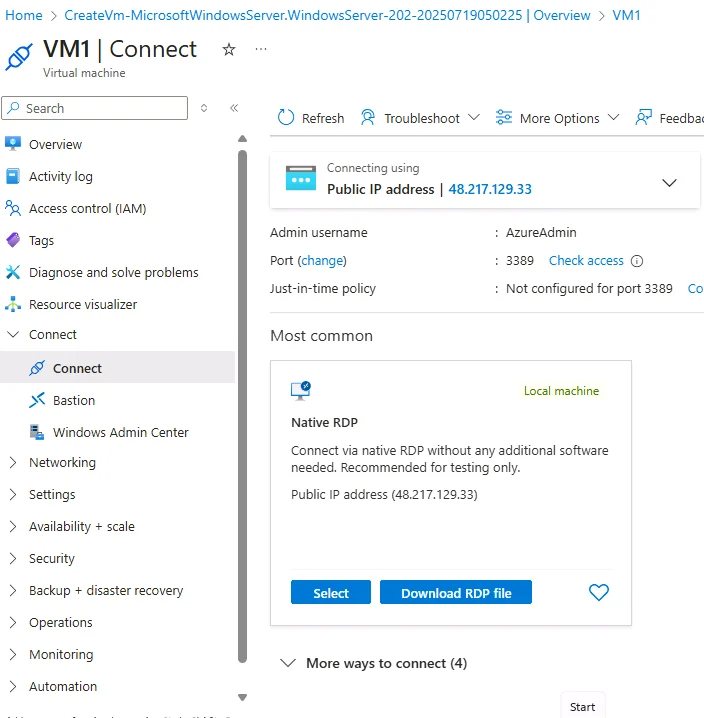 Home > CreateVm-MicrosoftWindowsServer.WindowsServer-202-20250719050225 | Overview > VM1
VM1 | Connect
Virtual machine
Search
Overview
Activity log
Access control (IAM)
Tags
Diagnose and solve problems
Resource visualizer
Connect
Connect
Bastion
Windows Admin Center
Networking
Settings
Availability + scale
Security
Backup + disaster recovery
Operations
Monitoring
Automation
Refresh
Troubleshoot
More Options
Feedbac
Connecting using
Public IP address | 48.217.129.33
Admin username : AzureAdmin
Port (change) : 3389 Check access
Just-in-time policy : Not configured for port 3389 Co
Most common
Local machine
Native RDP
Connect via native RDP without any additional software
needed. Recommended for testing only.
Public IP address (48.217.129.33)
Select
Download RDP file
More ways to connect (4)
Start